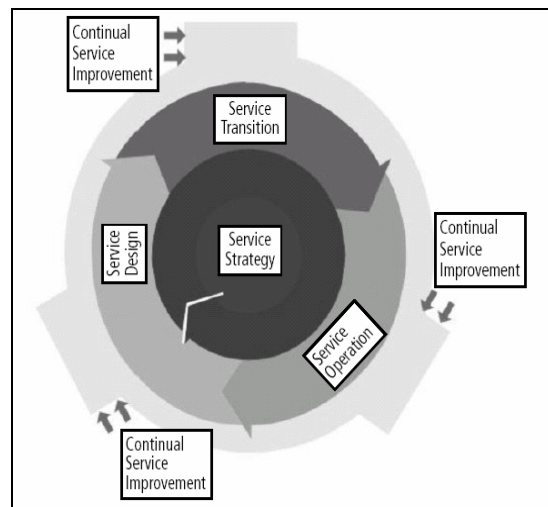 Continual
Service
Improvement
Service
Transition
Service
Design
Service
Strategy
Continual
Service
Improvement
Service
Operation
Continual
Service
Improvement